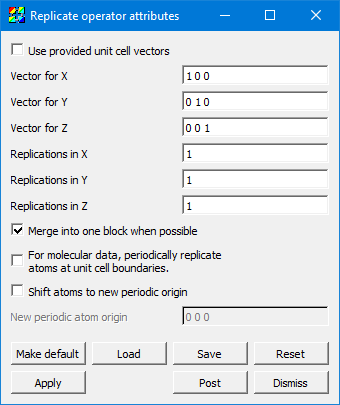 Replicate operator attributes
Use provided unit cell vectors
Vector for X 1 0 0
Vector for Y 0 1 0
Vector for Z 0 0 1
Replications in X 1
Replications in Y 1
Replications in Z 1
Merge into one block when possible
For molecular data, periodically replicate
atoms at unit cell boundaries.
Shift atoms to new periodic origin
New periodic atom origin 0 0 0
Make default Load Save Reset
Apply Post Dismiss